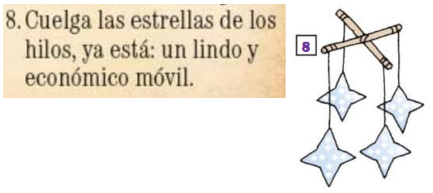 8. Cuelga las estrellas de los
hilos, ya está: un lindo y
económico móvil.
8